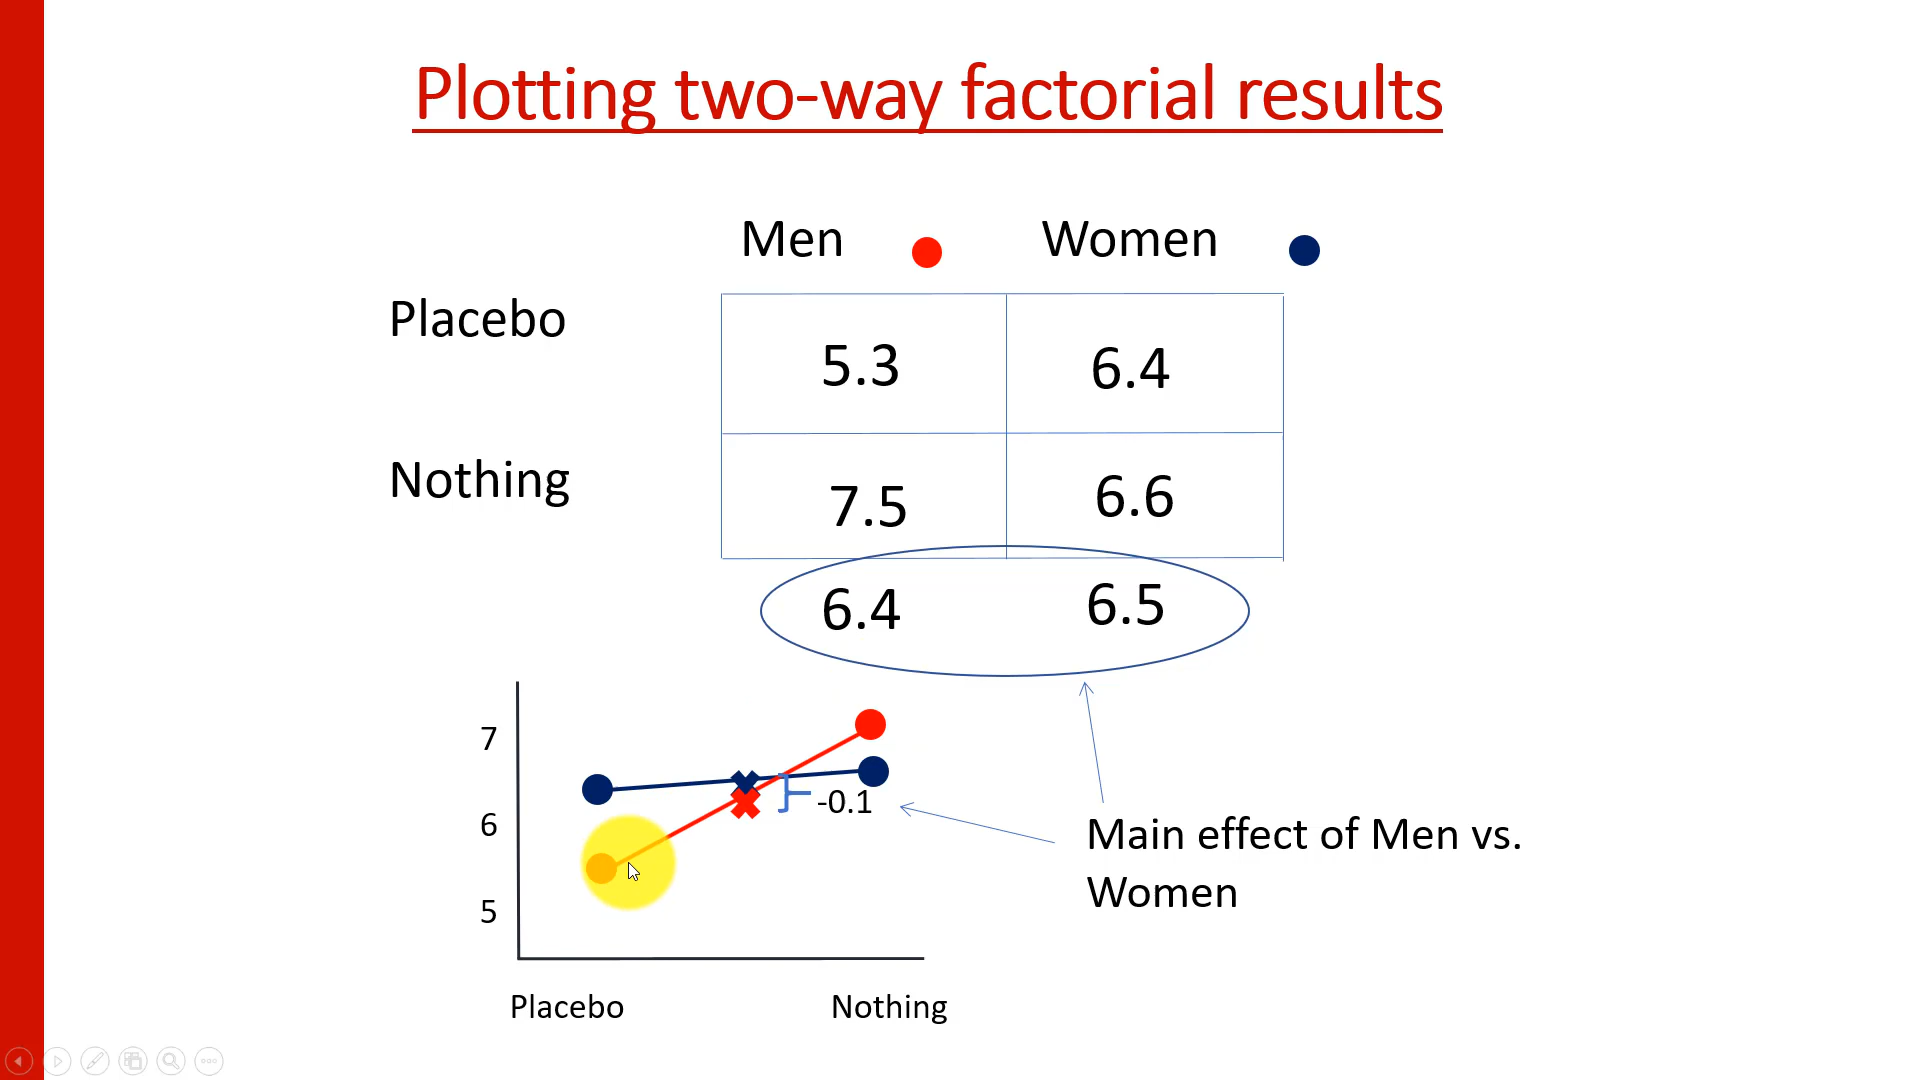 Plotting two-way factorial results
Men Women
Placebo
5.3 6.4
Nothing
7.5 6.6
6.4 6.5
7
-0.1
6
Main effect of Men vs.
Women
5
Placebo Nothing